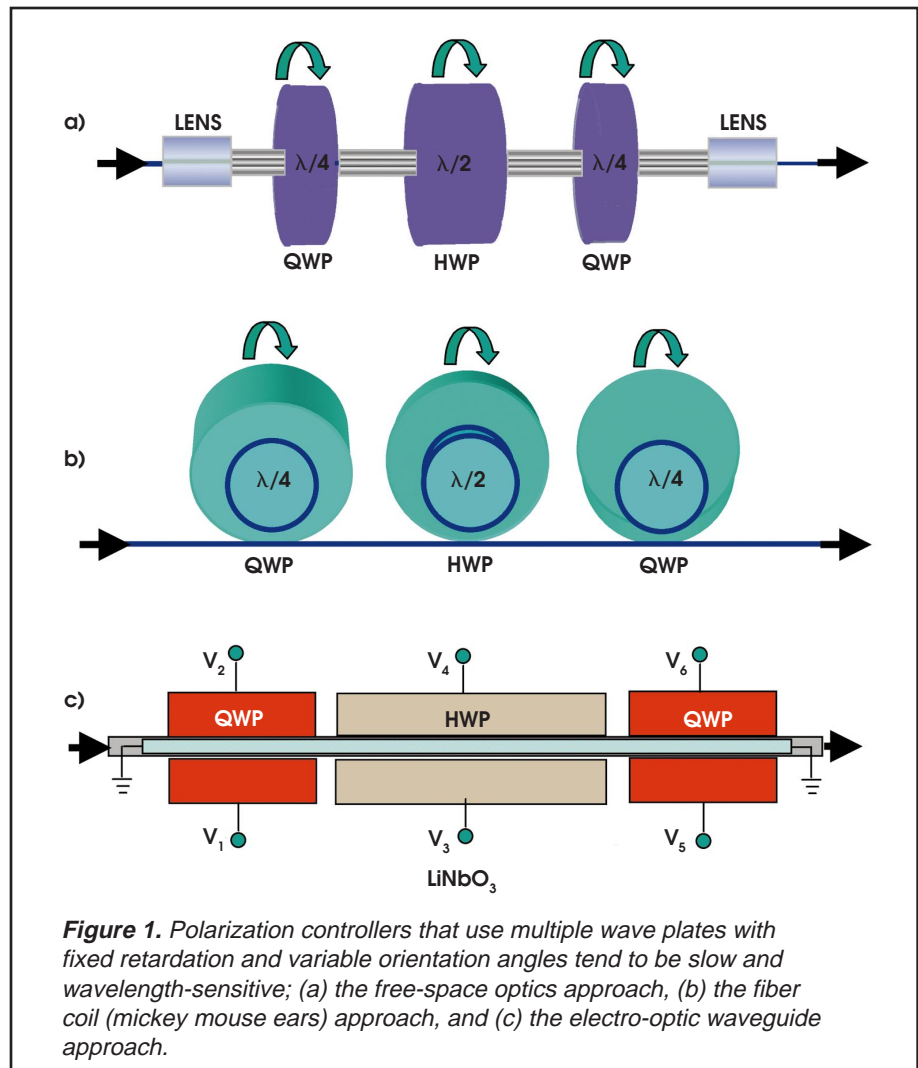 a)
LENS
LENS
λ/4
λ/2
λ/4
QWP
HWP
QWP
b)
λ/4
λ/2
λ/4
QWP
HWP
QWP
c)
V₂
V₄
V₆
QWP
HWP
QWP
V₁
V₃
V₅
LiNbO₃
Figure 1. Polarization controllers that use multiple wave plates with
fixed retardation and variable orientation angles tend to be slow and
wavelength-sensitive; (a) the free-space optics approach, (b) the fiber
coil (mickey mouse ears) approach, and (c) the electro-optic waveguide
approach.